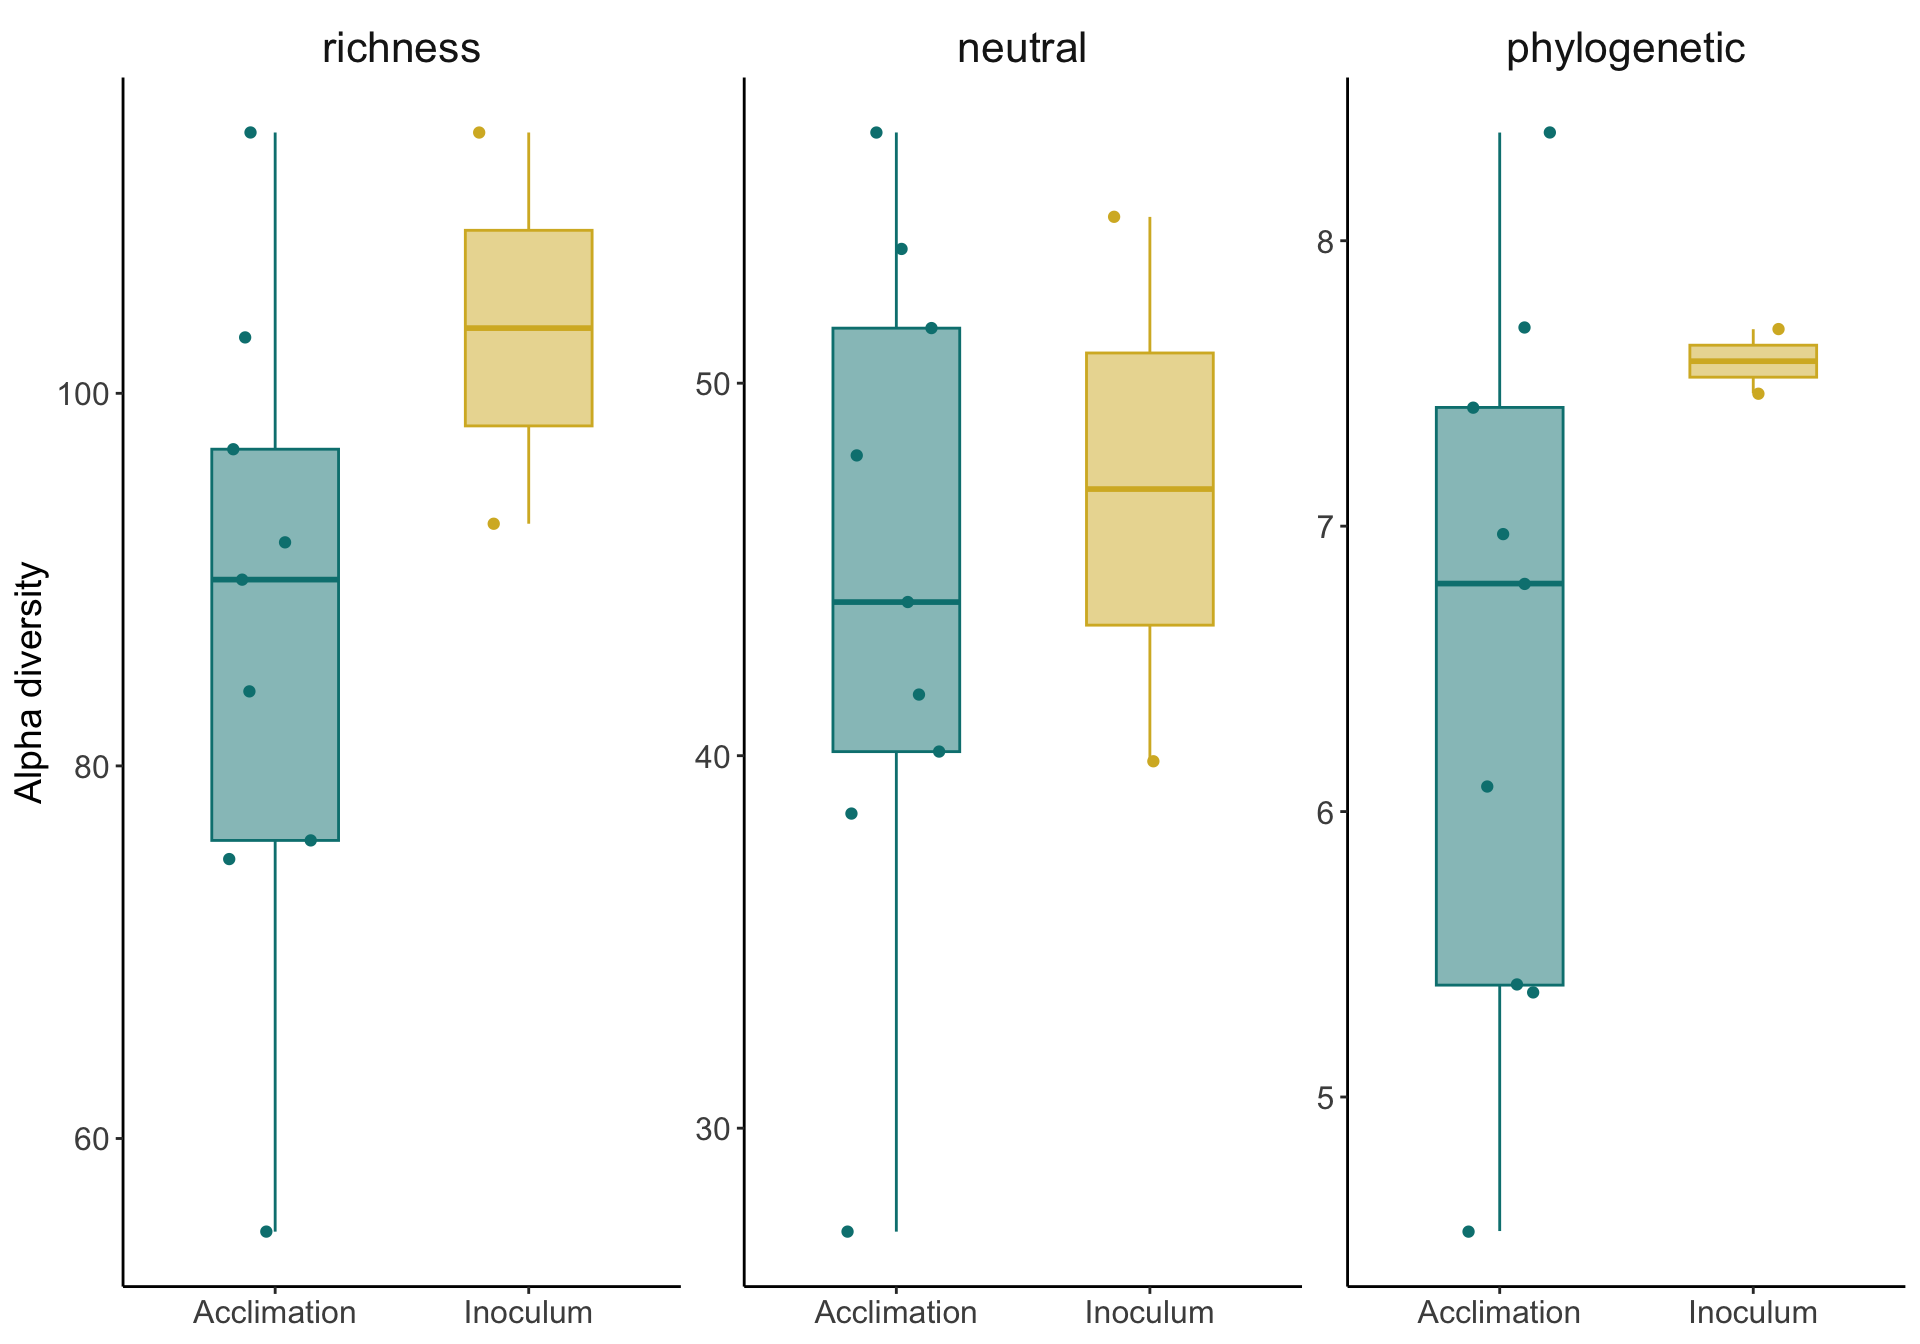 richness
neutral
phylogenetic
Alpha diversity
100
80
60
50
40
30
8
7
6
5
Acclimation
Inoculum
Acclimation
Inoculum
Acclimation
Inoculum